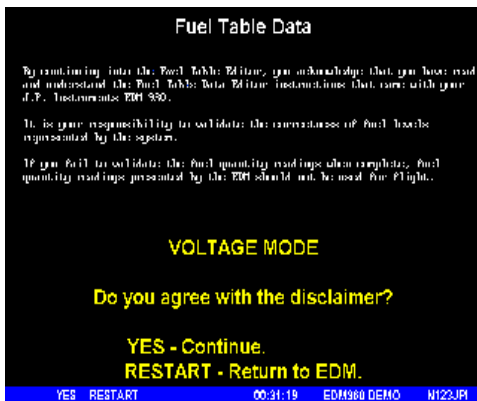 Fuel Table Data
By continuing into the Fuel Table Editor, you acknowledge that you have read
and understand the Fuel Table Data Editor instructions that came with your
J.P. Instruments EDM 930.
It is your responsibility to validate the correctness of fuel levels
represented by the system.
If you fail to validate the fuel quantity readings when complete, fuel
quantity readings presented by the EDM should not be used for flight.
VOLTAGE MODE
Do you agree with the disclaimer?
YES - Continue.
RESTART - Return to EDM.
YES RESTART 00:31:19 EDM960 DEMO N123JPI